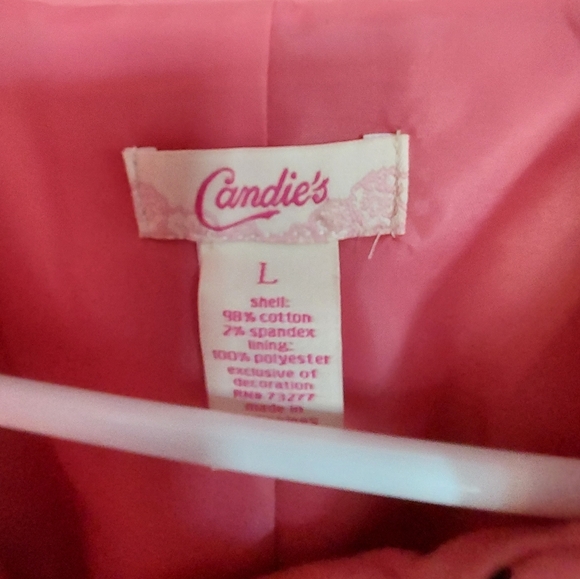 Candie's
L
shell:
98% cotton
2% spandex
lining:
100% polyester
exclusive of
decoration
RN# 73277
made in